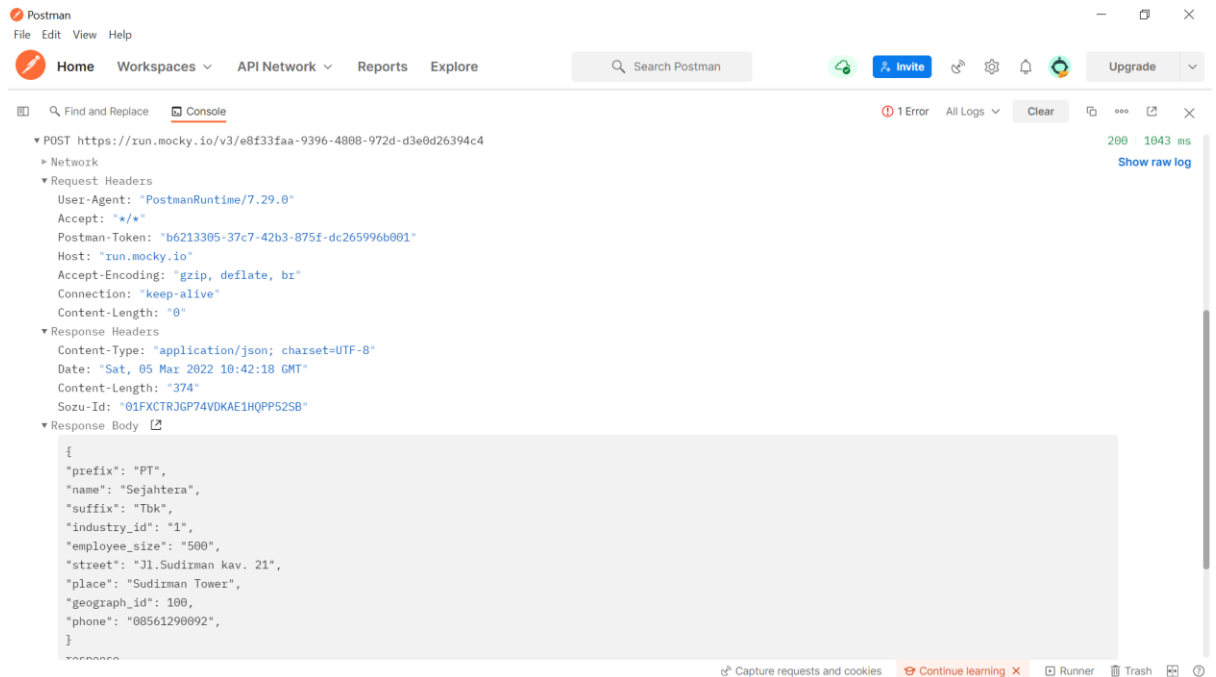 Postman
File Edit View Help
Home Workspaces API Network Reports Explore Search Postman Invite Upgrade
Find and Replace Console 1 Error All Logs Clear
POST https://run.mocky.io/v3/e8f33faa-9396-4808-972d-d3e0d26394c4 200 1043 ms
Network Show raw log
Request Headers
User-Agent: "PostmanRuntime/7.29.0"
Accept: "*/*"
Postman-Token: "b6213305-37c7-42b3-875f-dc265996b001"
Host: "run.mocky.io"
Accept-Encoding: "gzip, deflate, br"
Connection: "keep-alive"
Content-Length: "0"
Response Headers
Content-Type: "application/json; charset=UTF-8"
Date: "Sat, 05 Mar 2022 10:42:18 GMT"
Content-Length: "374"
Sozu-Id: "01FXCTRJGP74VDKAE1HQPP52SB"
Response Body
{
"prefix": "PT",
"name": "Sejahtera",
"suffix": "Tbk",
"industry_id": "1",
"employee_size": "500",
"street": "Jl.Sudirman kav. 21",
"place": "Sudirman Tower",
"geograph_id": 100,
"phone": "08561290092",
}
response
Capture requests and cookies Continue learning Runner Trash